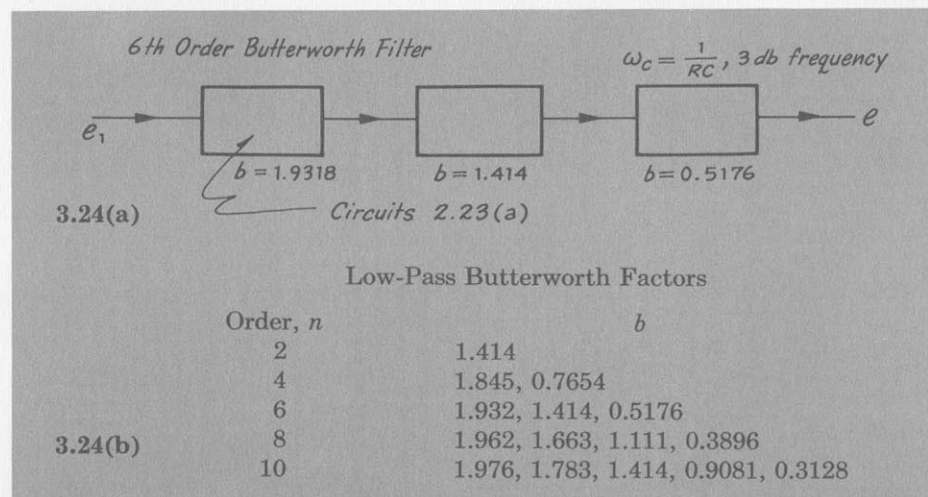 6th Order Butterworth Filter
ω_c = 1/RC, 3 db frequency
e₁
e
b = 1.9318
b = 1.414
b = 0.5176
3.24(a)
Circuits 2.23(a)
Low-Pass Butterworth Factors
Order, n b
2 1.414
4 1.845, 0.7654
6 1.932, 1.414, 0.5176
3.24(b)
8 1.962, 1.663, 1.111, 0.3896
10 1.976, 1.783, 1.414, 0.9081, 0.3128